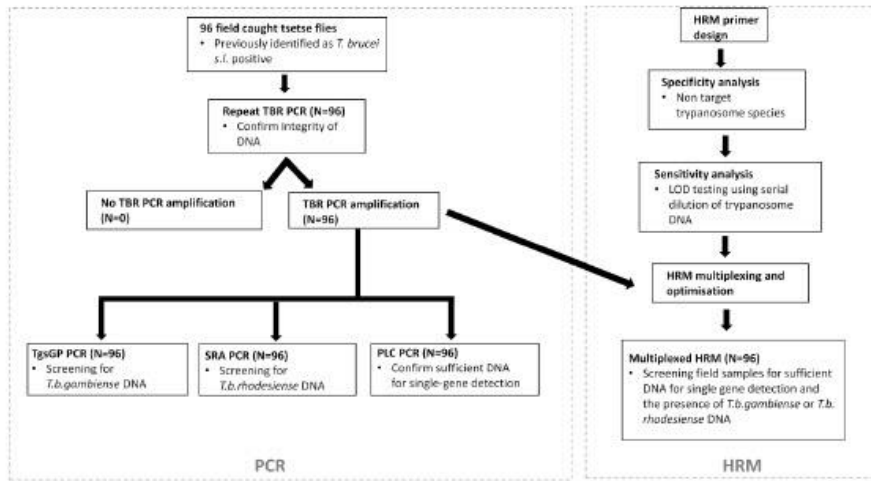 96 field caught tsetse flies
• Previously identified as T. brucei
s.l. positive
Repeat TBR PCR (N=96)
• Confirm integrity of
DNA
No TBR PCR amplification
(N=0)
TBR PCR amplification
(N=96)
TgsGP PCR (N=96)
• Screening for
T.b.gambiense DNA
SRA PCR (N=96)
• Screening for
T.b.rhodesiense DNA
PLC PCR (N=96)
• Confirm sufficient DNA
for single-gene detection
PCR
HRM primer
design
Specificity analysis
• Non target
trypanosome species
Sensitivity analysis
• LOD testing using serial
dilution of trypanosome
DNA
HRM multiplexing and
optimisation
Multiplexed HRM (N=96)
• Screening field samples for sufficient
DNA for single gene detection and
the presence of T.b.gambiense or T.b.
rhodesiense DNA
HRM